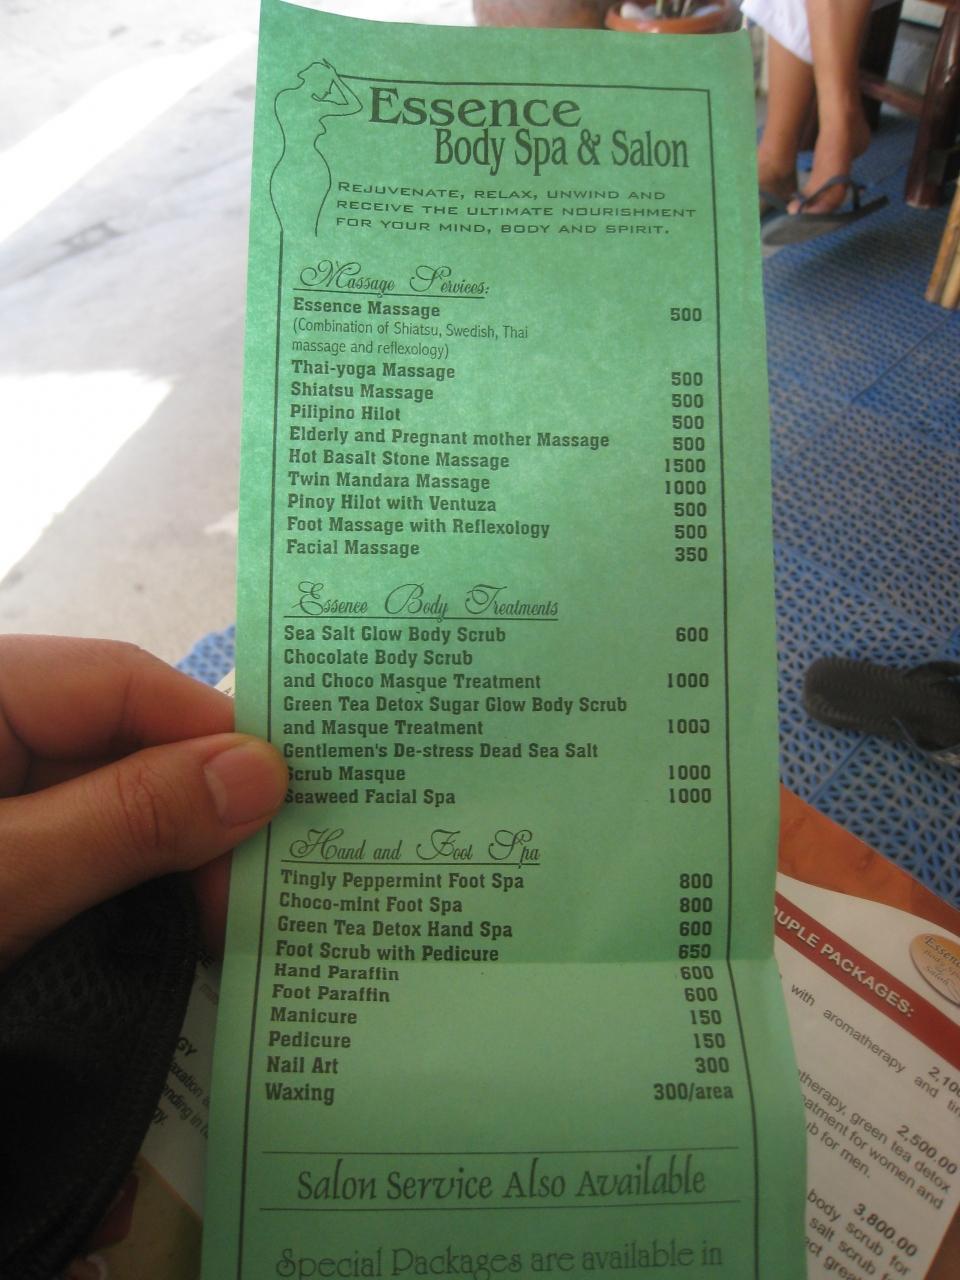 Essence
Body Spa & Salon
REJUVENATE, RELAX, UNWIND AND
RECEIVE THE ULTIMATE NOURISHMENT
FOR YOUR MIND, BODY AND SPIRIT.
Massage Services:
Essence Massage 500
(Combination of Shiatsu, Swedish, Thai
massage and reflexology)
Thai-yoga Massage 500
Shiatsu Massage 500
Pilipino Hilot 500
Elderly and Pregnant mother Massage 500
Hot Basalt Stone Massage 1500
Twin Mandara Massage 1000
Pinoy Hilot with Ventuza 500
Foot Massage with Reflexology 500
Facial Massage 350
Essence Body Treatments
Sea Salt Glow Body Scrub 600
Chocolate Body Scrub
and Choco Masque Treatment 1000
Green Tea Detox Sugar Glow Body Scrub
and Masque Treatment 1000
Gentlemen's De-stress Dead Sea Salt
Scrub Masque 1000
Seaweed Facial Spa 1000
Hand and Foot Spa
Tingly Peppermint Foot Spa 800
Choco-mint Foot Spa 800
Green Tea Detox Hand Spa 600
Foot Scrub with Pedicure 650
Hand Paraffin 600
Foot Paraffin 600
Manicure 150
Pedicure 150
Nail Art 300
Waxing 300/area
Salon Service Also Available
Special Packages are available in
UPLE PACKAGES:
with aromatherapy and
2,500.00
green tea detox
for women and
for men.
3,800.00
body scrub for
salt scrub